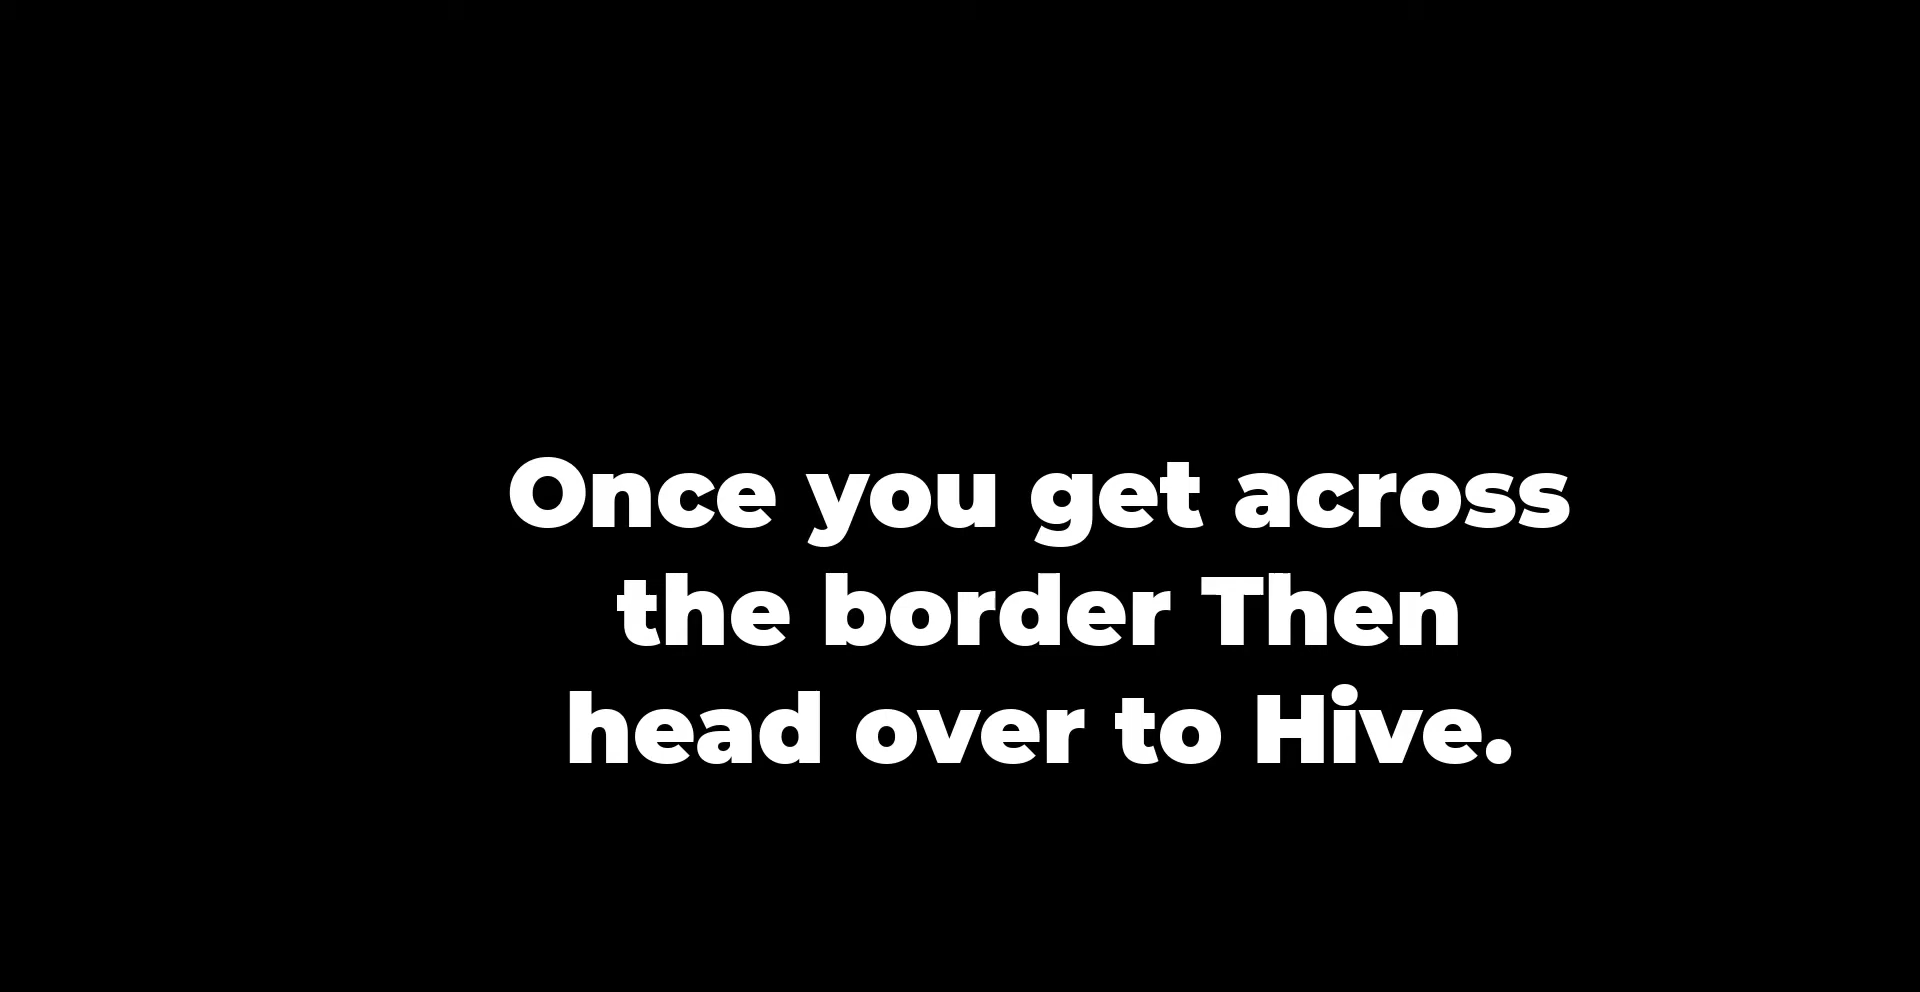 Once you get across
the border Then
head over to Hive.